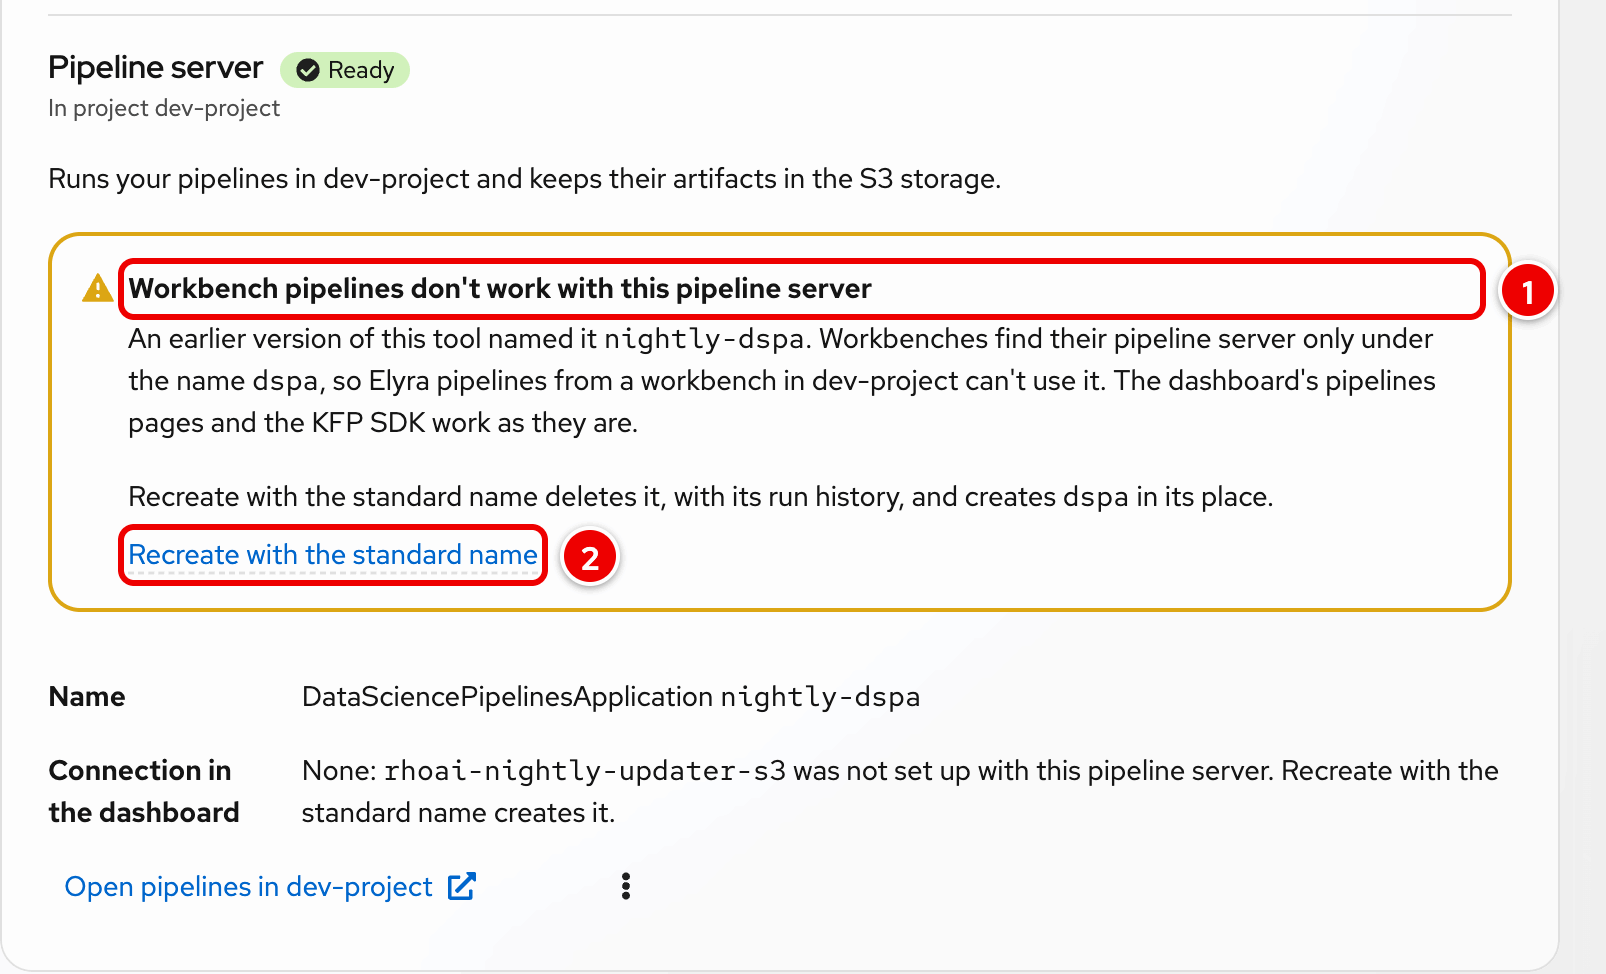 Pipeline server Ready
In project dev-project
Runs your pipelines in dev-project and keeps their artifacts in the S3 storage.
Workbench pipelines don't work with this pipeline server
1
An earlier version of this tool named it nightly-dspa. Workbenches find their pipeline server only under
the name dspa, so Elyra pipelines from a workbench in dev-project can't use it. The dashboard's pipelines
pages and the KFP SDK work as they are.
Recreate with the standard name deletes it, with its run history, and creates dspa in its place.
Recreate with the standard name
2
Name DataSciencePipelinesApplication nightly-dspa
Connection in the dashboard
None: rhoai-nightly-updater-s3 was not set up with this pipeline server. Recreate with the
standard name creates it.
Open pipelines in dev-project